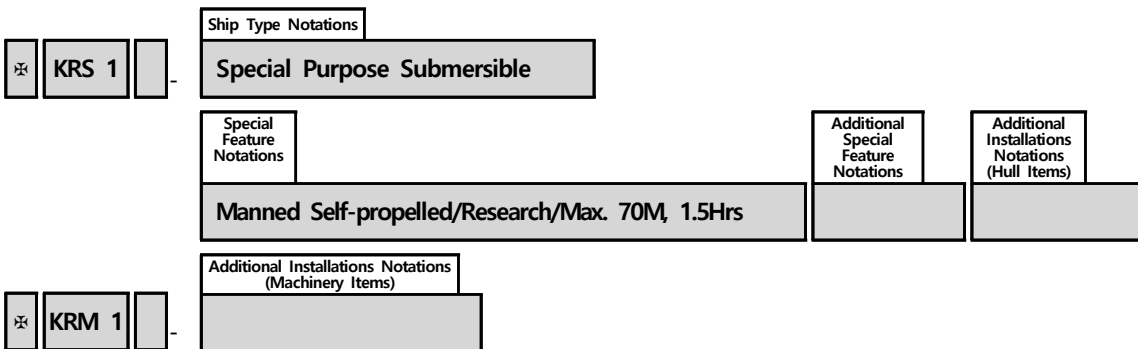 Ship Type Notations
✠ KRS 1 - Special Purpose Submersible
Special
Feature
Notations
Additional
Special
Feature
Notations
Additional
Installations
Notations
(Hull Items)
Manned Self-propelled/Research/Max. 70M, 1.5Hrs
Additional Installations Notations
(Machinery Items)
✠ KRM 1 -